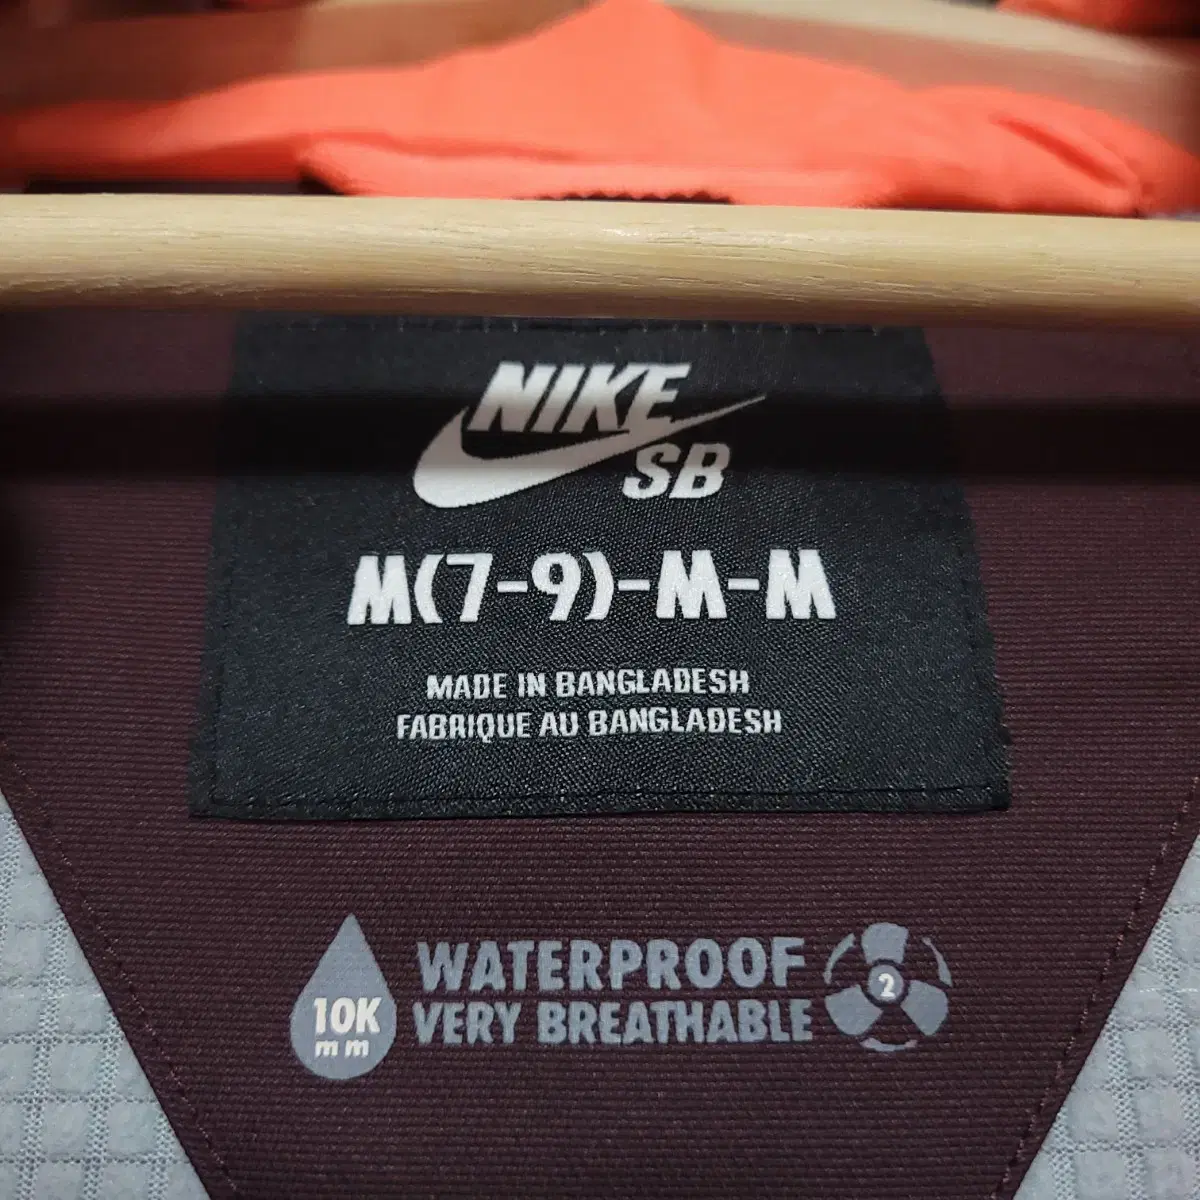 NIKE
SB
M(7-9)-M-M
MADE IN BANGLADESH
FABRIQUE AU BANGLADESH
10K
mm
WATERPROOF
VERY BREATHABLE
2